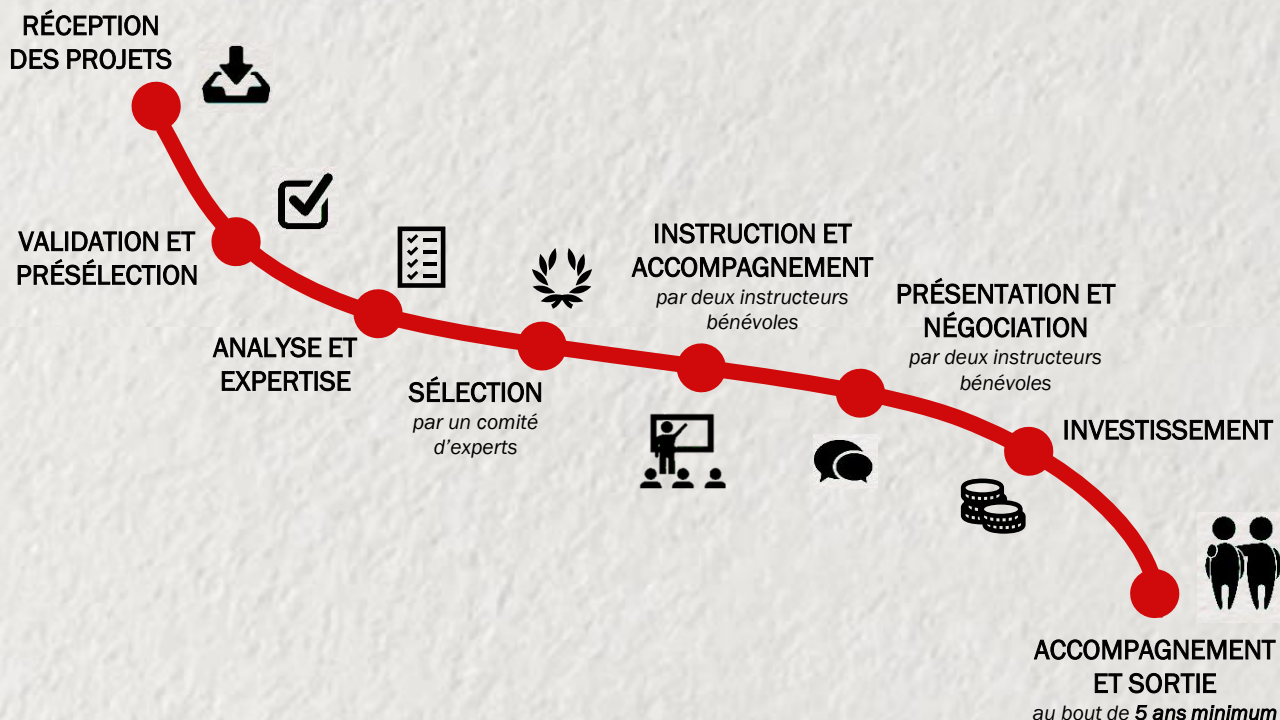 RÉCEPTION
DES PROJETS
VALIDATION ET
PRÉSÉLECTION
ANALYSE ET
EXPERTISE
SÉLECTION
par un comité
d'experts
INSTRUCTION ET
ACCOMPAGNEMENT
par deux instructeurs
bénévoles
PRÉSENTATION ET
NÉGOCIATION
par deux instructeurs
bénévoles
INVESTISSEMENT
ACCOMPAGNEMENT
ET SORTIE
au bout de 5 ans minimum